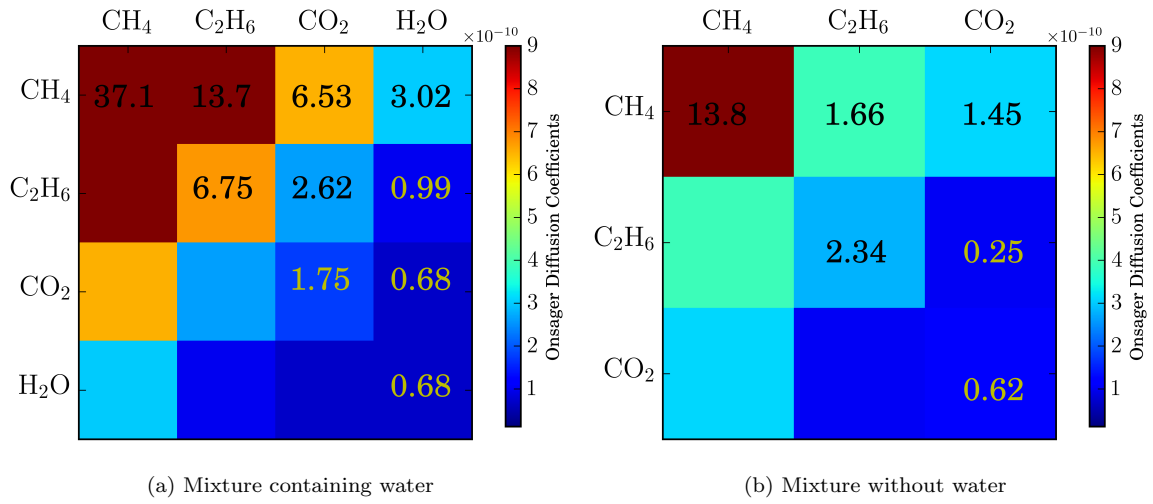 CH₄ C₂H₆ CO₂ H₂O
×10⁻¹⁰
CH₄ 37.1 13.7 6.53 3.02
C₂H₆ 6.75 2.62 0.99
CO₂ 1.75 0.68
H₂O 0.68
9
8
7
6
5
4
3
2
1
Onsager Diffusion Coefficients
(a) Mixture containing water
CH₄ C₂H₆ CO₂
×10⁻¹⁰
CH₄ 13.8 1.66 1.45
C₂H₆ 2.34 0.25
CO₂ 0.62
9
8
7
6
5
4
3
2
1
Onsager Diffusion Coefficients
(b) Mixture without water